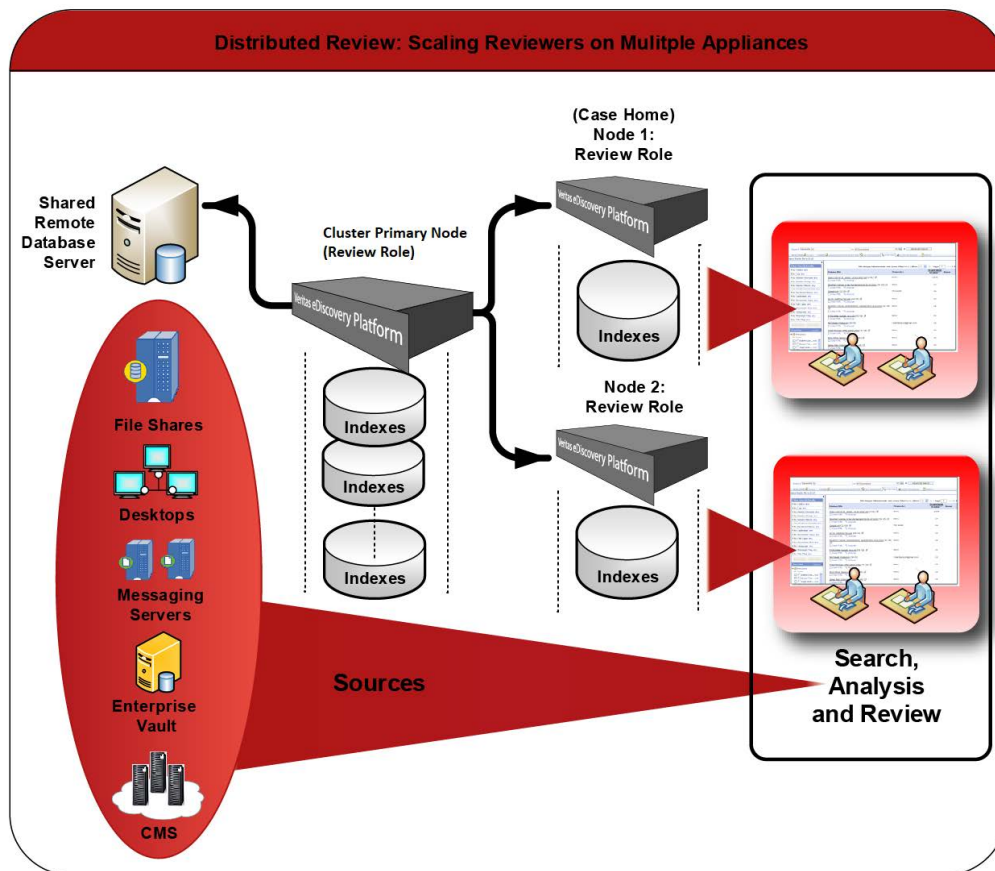 Distributed Review: Scaling Reviewers on Mulitple Appliances
(Case Home)
Node 1:
Review Role
Shared
Remote
Database
Server
Cluster Primary Node
(Review Role)
Veritas eDiscovery Platform
Veritas eDiscovery Platform
Indexes
Node 2:
Review Role
Veritas eDiscovery Platform
Indexes
Indexes
Indexes
Indexes
File Shares
Desktops
Messaging
Servers
Enterprise
Vault
CMS
Sources
Search,
Analysis
and Review